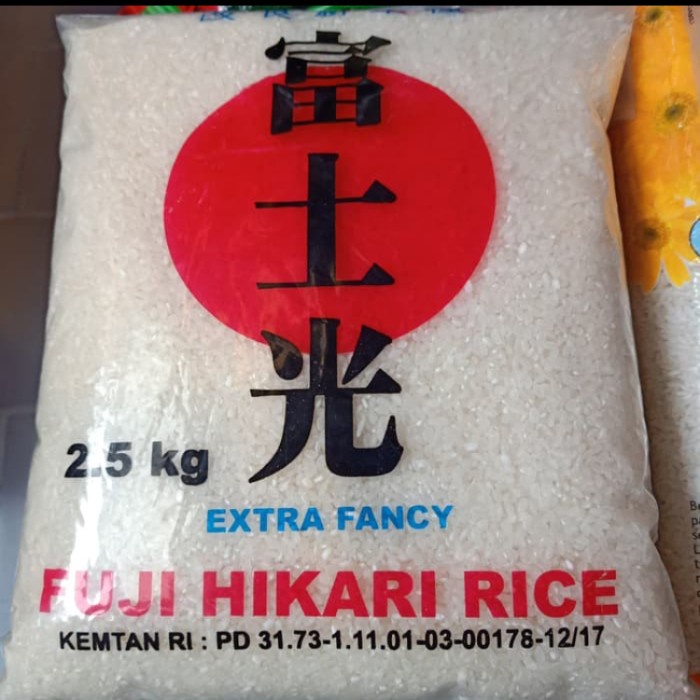 富
士
光
2.5 kg
EXTRA FANCY
FUJI HIKARI RICE
KEMTAN RI : PD 31.73-1.11.01-03-00178-12/17